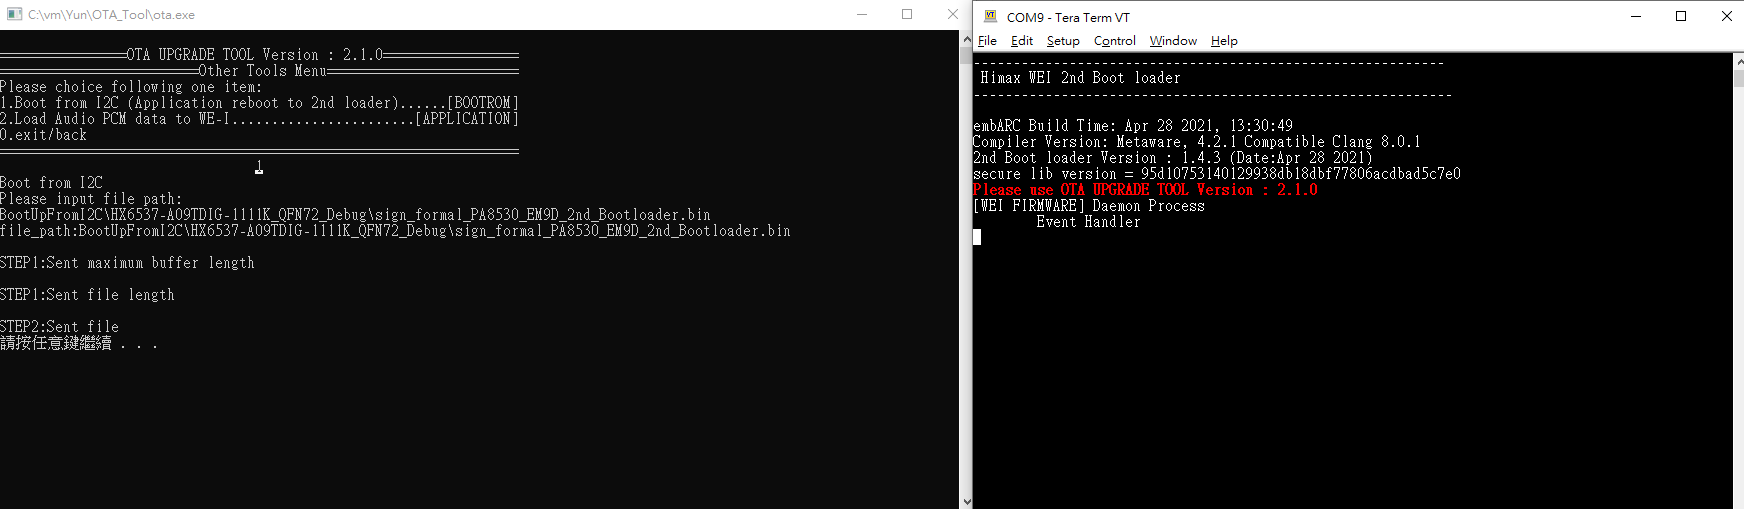 C:\vm\Yun\OTA_Tool\ota.exe
==================OTA UPGRADE TOOL Version : 2.1.0===================
==========================Other Tools Menu==========================
Please choice following one item:
1.Boot from I2C (Application reboot to 2nd loader)......[BOOTROM]
2.Load Audio PCM data to WE-I.......................[APPLICATION]
0.exit/back
=================================================================
1
Boot from I2C
Please input file path:
BootUpFromI2C\HX6537-A09TDIG-1111K_QFN72_Debug\sign_formal_PA8530_EM9D_2nd_Bootloader.bin
file_path:BootUpFromI2C\HX6537-A09TDIG-1111K_QFN72_Debug\sign_formal_PA8530_EM9D_2nd_Bootloader.bin
STEP1:Sent maximum buffer length
STEP1:Sent file length
STEP2:Sent file
請按任意鍵繼續 . . .
COM9 - Tera Term VT
File Edit Setup Control Window Help
-----------------------------------------------------------
Himax WEI 2nd Boot loader
------------------------------------------------------------
embARC Build Time: Apr 28 2021, 13:30:49
Compiler Version: Metaware, 4.2.1 Compatible Clang 8.0.1
2nd Boot loader Version : 1.4.3 (Date:Apr 28 2021)
secure lib version = 95d10753140129938db18dbf77806acdbad5c7e0
Please use OTA UPGRADE TOOL Version : 2.1.0
[WEI FIRMWARE] Daemon Process
Event Handler